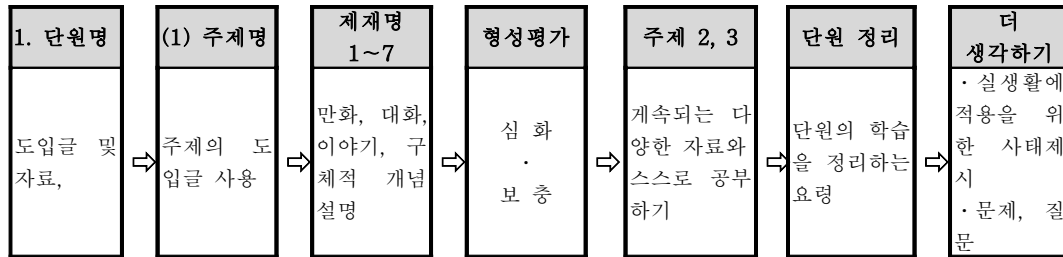 1. 단원명
(1) 주제명
제재명
1~7
형성평가
주제 2, 3
단원 정리
더
생각하기
도입글 및
자료,
주제의 도
입글 사용
만화, 대화,
이야기, 구
체적 개념
설명
심 화
·
보 충
계속되는 다
양한 자료와
스스로 공부
하기
단원의 학습
을 정리하는
요령
· 실생활에
적용을 위
한 사태제
시
· 문제, 질
문